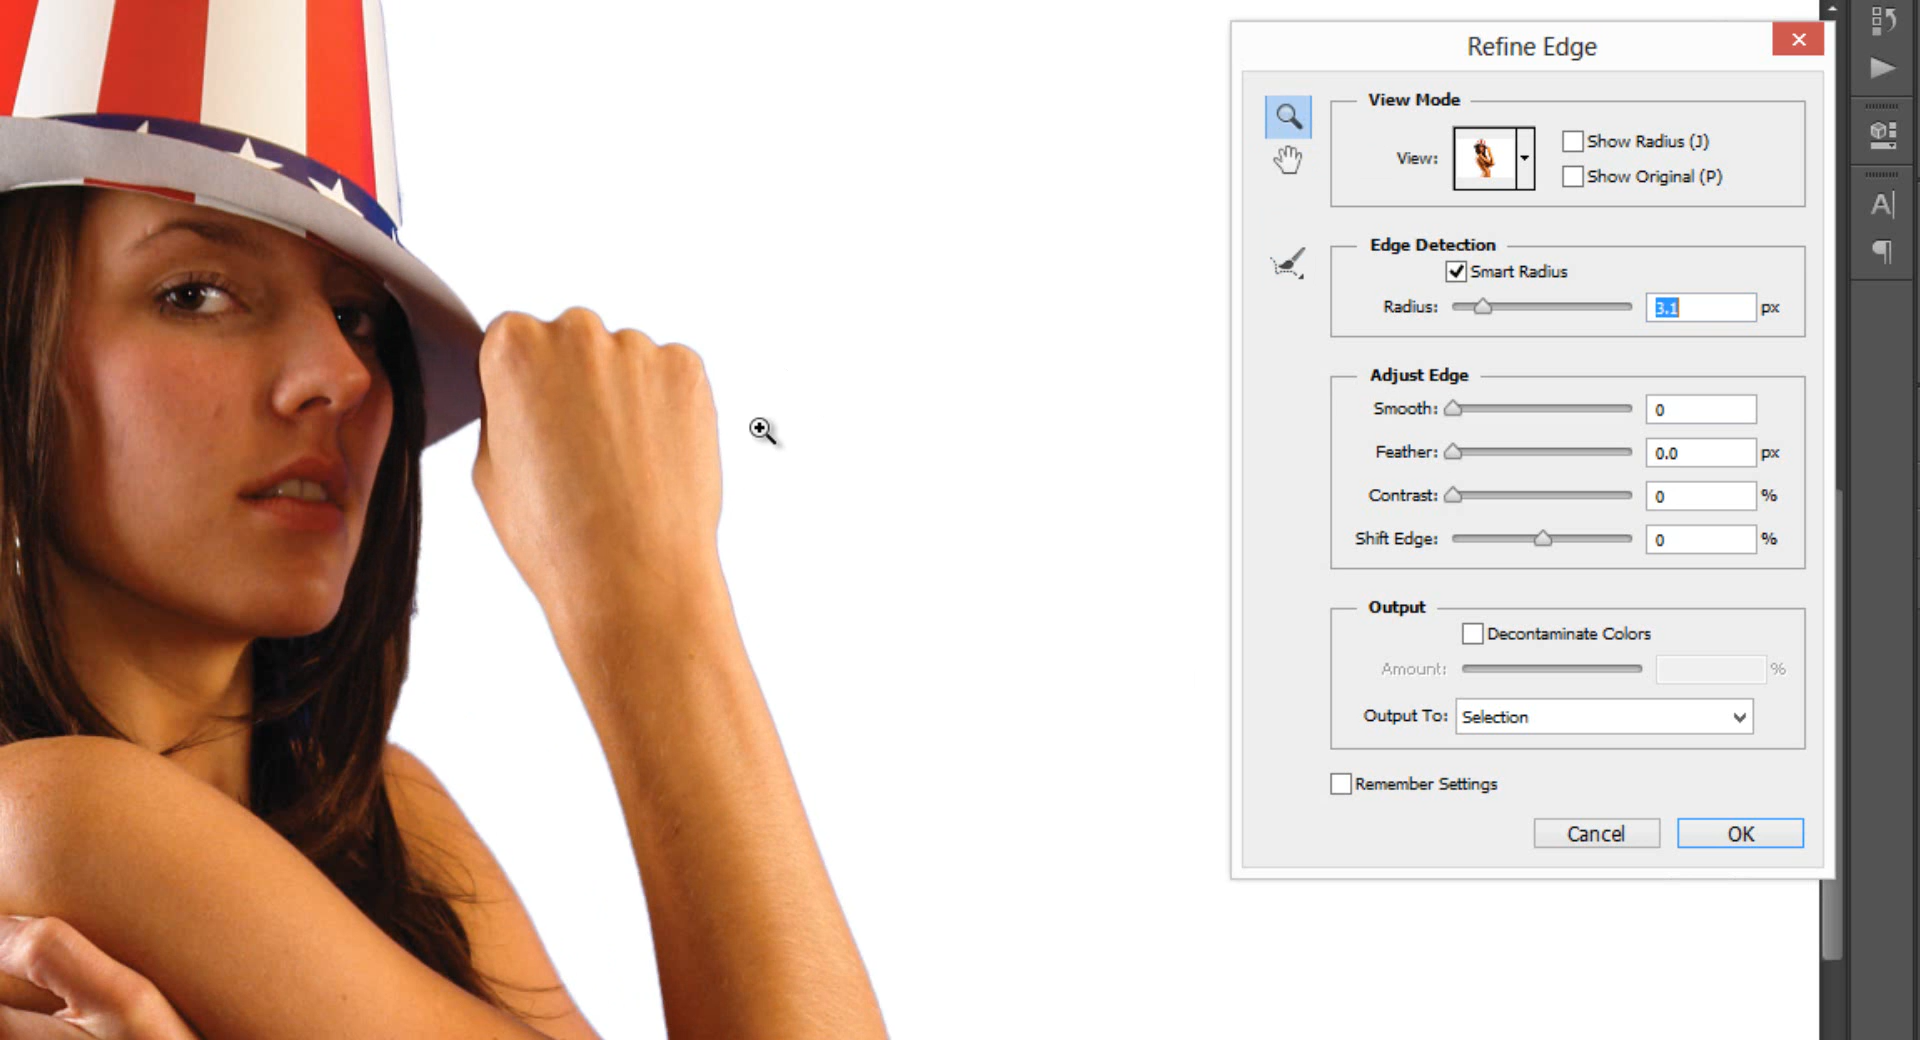 Refine Edge
View Mode
View:
Show Radius (J)
Show Original (P)
Edge Detection
Smart Radius
Radius: 3.1 px
Adjust Edge
Smooth: 0
Feather: 0.0 px
Contrast: 0 %
Shift Edge: 0 %
Output
Decontaminate Colors
Amount: %
Output To: Selection
Remember Settings
Cancel OK